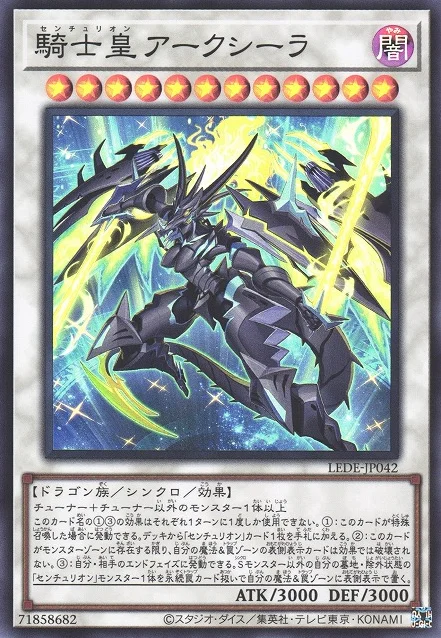 センチュリオン
騎士皇アークシーラ
やみ
闇
LEDE-JP042
【ドラゴン族／シンクロ／効果】
チューナー＋チューナー以外のモンスター1体以上
このカード名の①③の効果はそれぞれ1ターンに1度しか使用できない。①：このカードが特殊
召喚した場合に発動できる。デッキから「センチュリオン」カード1枚を手札に加える。②：このカード
がモンスターゾーンに存在する限り、自分の魔法＆罠ゾーンの表側表示カードは効果では破壊され
ない。③：自分・相手のエンドフェイズに発動できる。Sモンスター以外の自分の墓地・除外状態の
「センチュリオン」モンスター1体を永続罠カード扱いで自分の魔法＆罠ゾーンに表側表示で置く。
ATK/3000 DEF/3000
71858682
©スタジオ・ダイス／集英社・テレビ東京・KONAMI